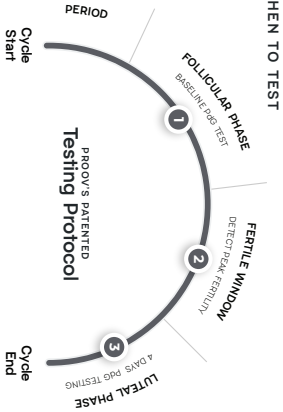 HEN TO TEST
PERIOD
FOLLICULAR PHASE
BASELINE PdG TEST
1
FERTILE WINDOW
DETECT PEAK FERTILITY
2
LUTEAL PHASE
4 DAYS PdG TESTING
3
Cycle
Start
PROOV'S PATENTED
Testing Protocol
Cycle
End